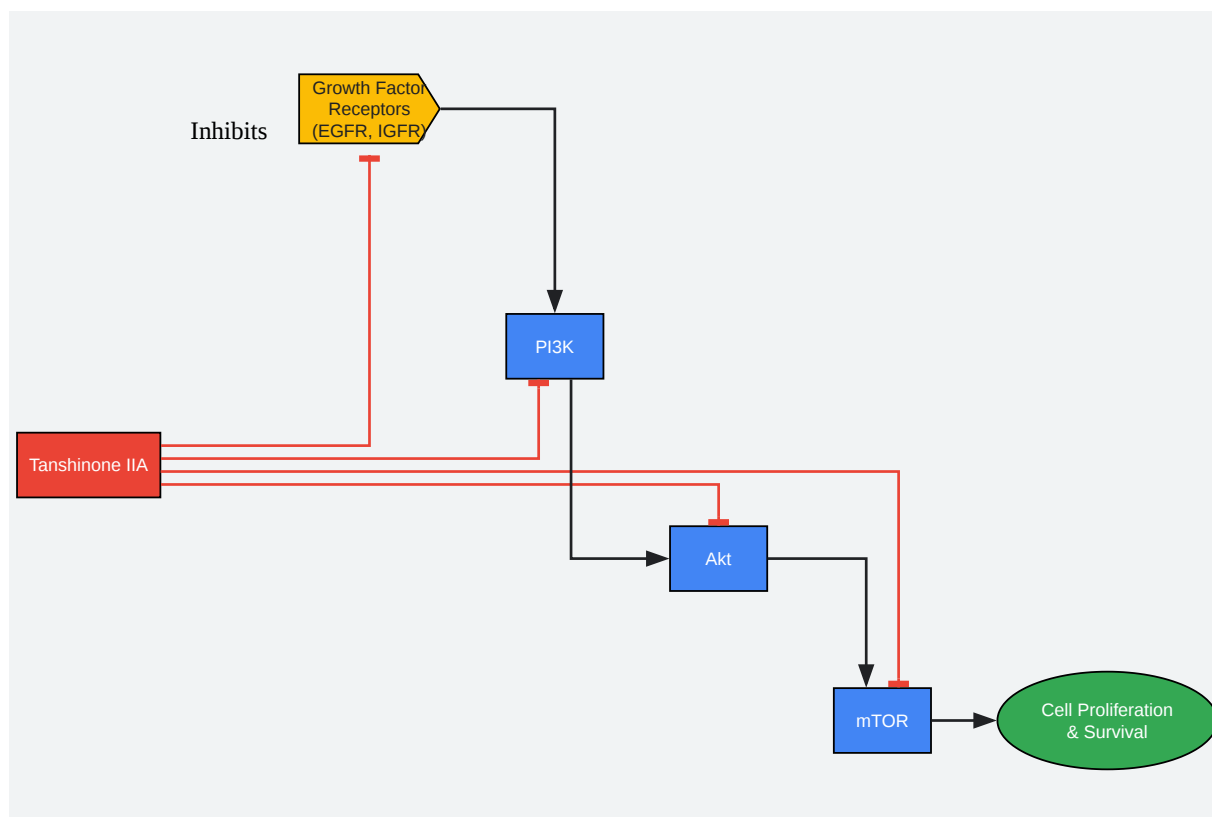 Growth Factor
Receptors
(EGFR, IGFR)
Inhibits
PI3K
Tanshinone IIA
Akt
mTOR
Cell Proliferation
& Survival